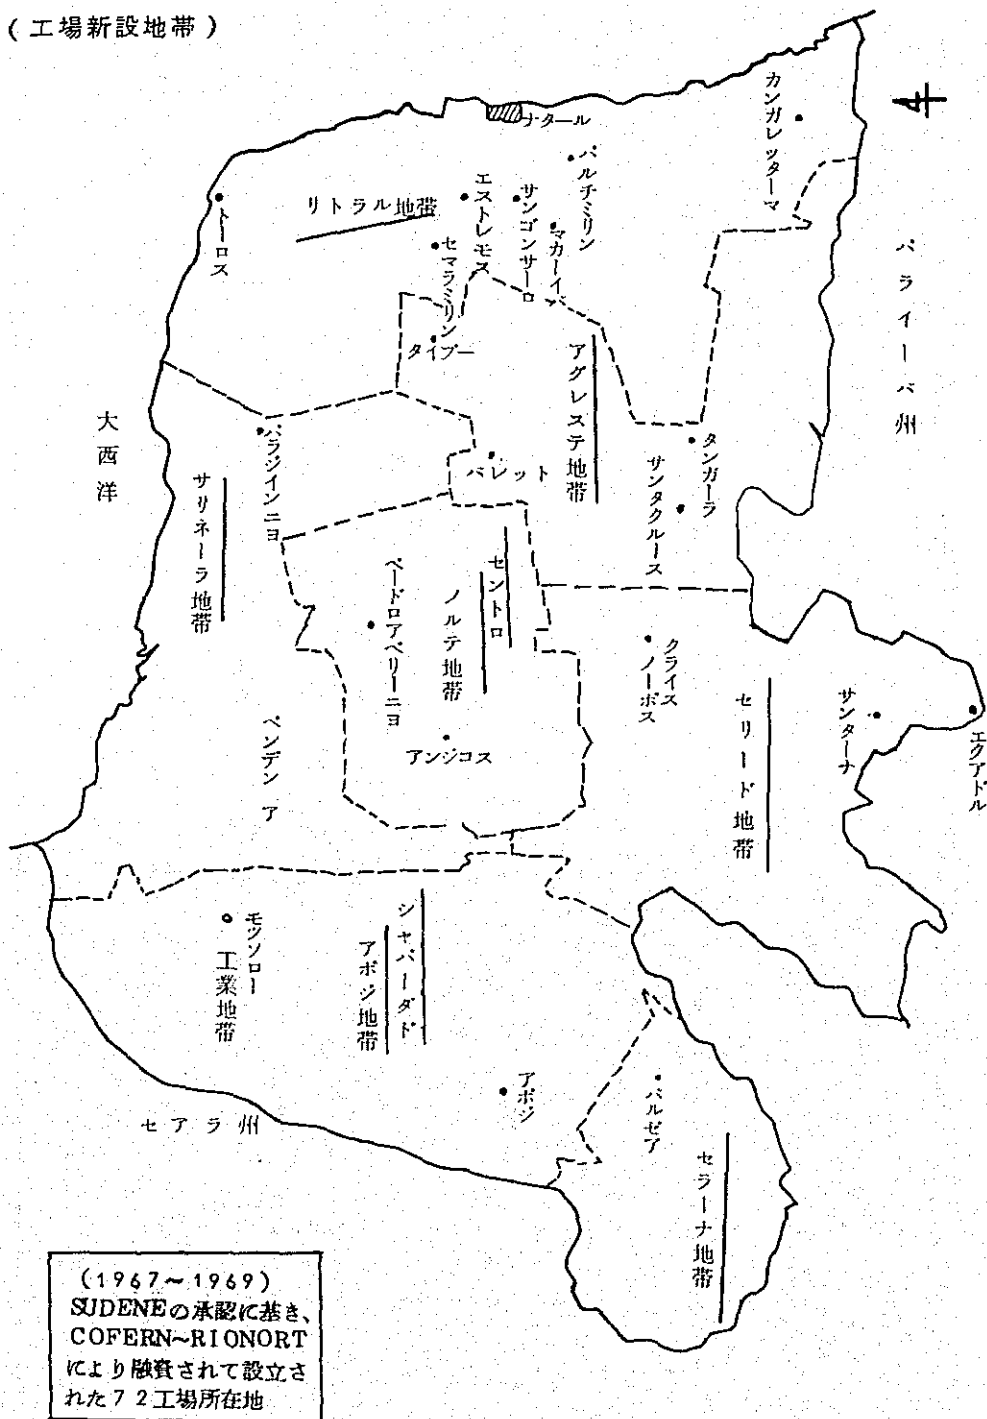 (工場新設地帯)
カンガレッターマ
ナタール
パルチミリン
マカーイバ
サンゴンサーロ
エストレモス
セマラミリン
リトラル地帯
トーロス
タイプー
パライーバ州
大西洋
アグレステ地帯
タンガーラ
サンタクルース
バレット
パラジインニョ
サリネーラ地帯
セントロ
ノルテ地帯
ペードロアベリーニョ
アンジコス
クライス
ノーボス
セリード地帯
サンターナ
エクアドル
ペンデンア
モツソロー
工業地帯
シャパーダド
アポジ地帯
アポジ
バルゼア
セラーナ地帯
セアラ州
(1967~1969)
SUDENEの承認に基き、
COFERN~RIONORT
により融資されて設立さ
れた72工場所在地